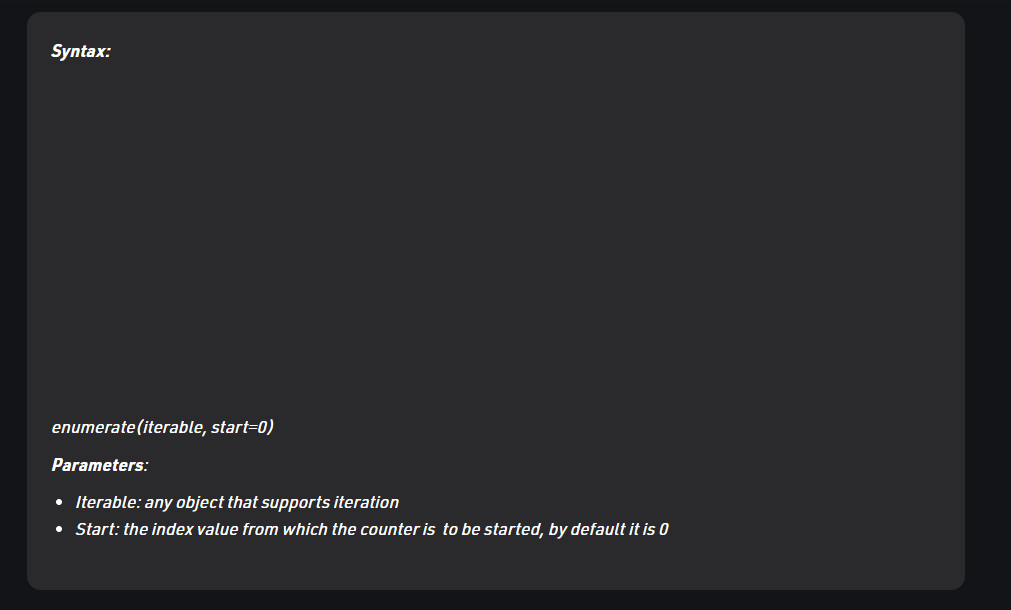 Syntax:
enumerate(iterable, start=0)
Parameters:
Iterable: any object that supports iteration
Start: the index value from which the counter is  to be started, by default it is 0